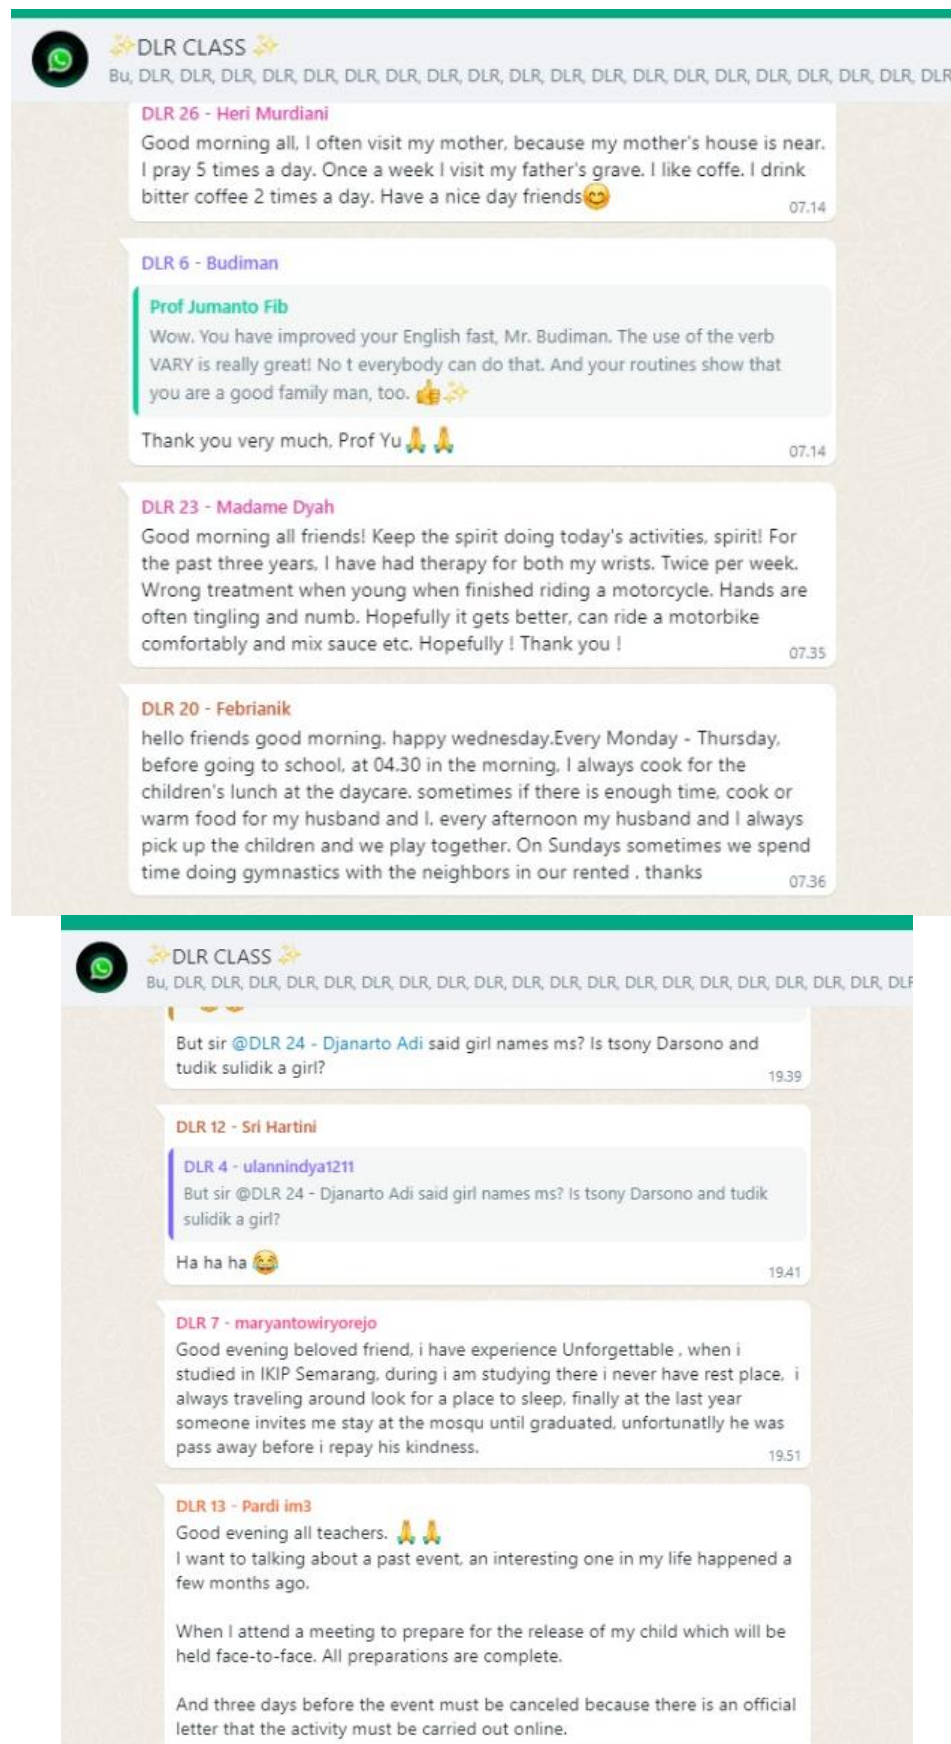 ✨DLR CLASS ✨
Bu, DLR, DLR, DLR, DLR, DLR, DLR, DLR, DLR, DLR, DLR, DLR, DLR, DLR, DLR, DLR, DLR, DLR, DLR, DLR, DLR
DLR 26 - Heri Murdiani
Good morning all, I often visit my mother, because my mother's house is near.
I pray 5 times a day. Once a week I visit my father's grave. I like coffe. I drink
bitter coffee 2 times a day. Have a nice day friends😊
07.14
DLR 6 - Budiman
Prof Jumanto Fib
Wow. You have improved your English fast, Mr. Budiman. The use of the verb
VARY is really great! No t everybody can do that. And your routines show that
you are a good family man, too. 👍✨
Thank you very much, Prof Yu🙏 🙏
07.14
DLR 23 - Madame Dyah
Good morning all friends! Keep the spirit doing today's activities, spirit! For
the past three years, I have had therapy for both my wrists. Twice per week.
Wrong treatment when young when finished riding a motorcycle. Hands are
often tingling and numb. Hopefully it gets better, can ride a motorbike
comfortably and mix sauce etc. Hopefully ! Thank you !
07.35
DLR 20 - Febrianik
hello friends good morning. happy wednesday.Every Monday - Thursday,
before going to school, at 04.30 in the morning, I always cook for the
children's lunch at the daycare. sometimes if there is enough time, cook or
warm food for my husband and I. every afternoon my husband and I always
pick up the children and we play together. On Sundays sometimes we spend
time doing gymnastics with the neighbors in our rented . thanks
07.36
✨DLR CLASS ✨
Bu, DLR, DLR, DLR, DLR, DLR, DLR, DLR, DLR, DLR, DLR, DLR, DLR, DLR, DLR, DLR, DLR, DLR, DLR, DLR, DLR
But sir @DLR 24 - Djanarto Adi said girl names ms? Is tsony Darsono and
tudik sulidik a girl?
19.39
DLR 12 - Sri Hartini
DLR 4 - ulannindya1211
But sir @DLR 24 - Djanarto Adi said girl names ms? Is tsony Darsono and tudik
sulidik a girl?
Ha ha ha 😂
19.41
DLR 7 - maryantowiryorejo
Good evening beloved friend, i have experience Unforgettable , when i
studied in IKIP Semarang, during i am studying there i never have rest place, i
always traveling around look for a place to sleep, finally at the last year
someone invites me stay at the mosqu until graduated, unfortunatlly he was
pass away before i repay his kindness.
19.51
DLR 13 - Pardi im3
Good evening all teachers. 🙏 🙏
I want to talking about a past event, an interesting one in my life happened a
few months ago.
When I attend a meeting to prepare for the release of my child which will be
held face-to-face. All preparations are complete.
And three days before the event must be canceled because there is an official
letter that the activity must be carried out online.